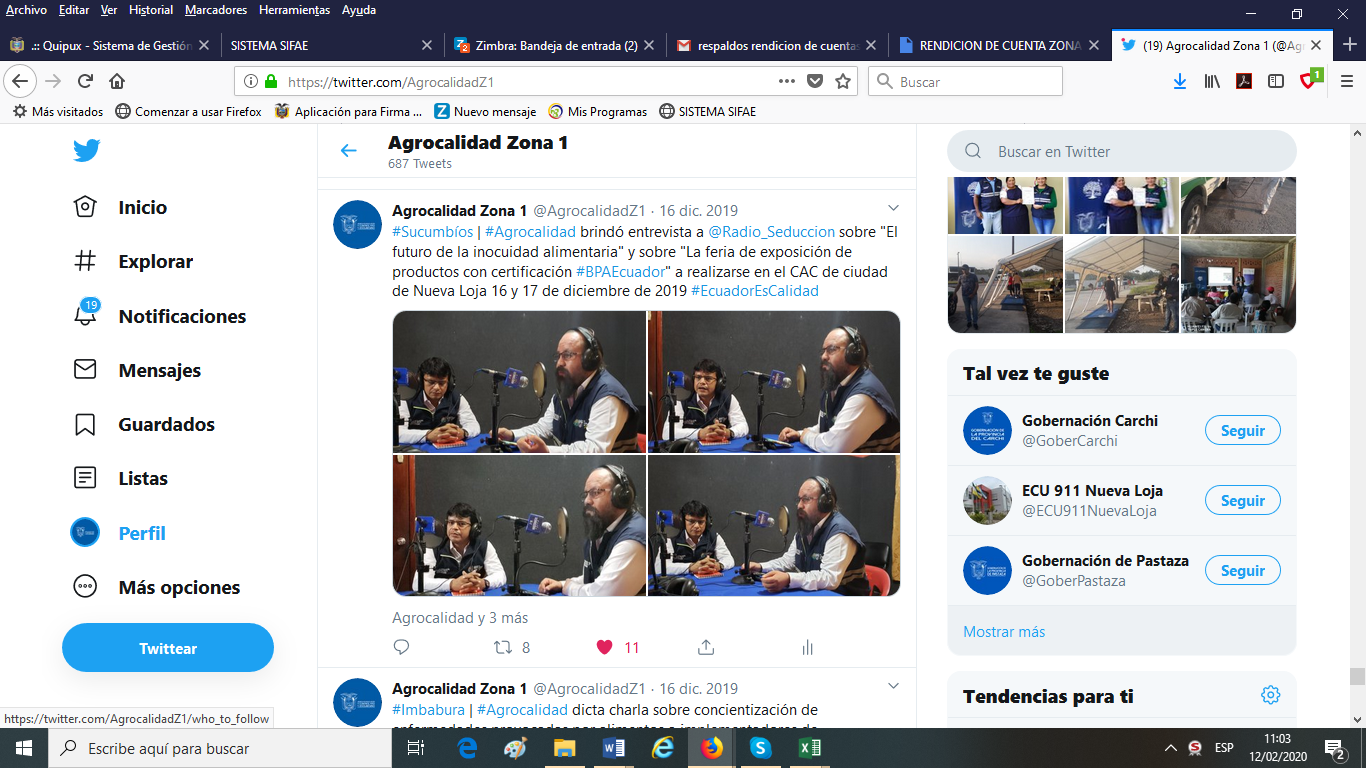 Archivo Editar Ver Historial Marcadores Herramientas Ayuda
.:: Quipux - Sistema de Gestión
SISTEMA SIFAE
Zimbra: Bandeja de entrada (2)
respaldos rendicion de cuentas
RENDICION DE CUENTA ZONA
(19) Agrocalidad Zona 1 (@Agr
https://twitter.com/AgrocalidadZ1
Buscar
1
Más visitados
Comenzar a usar Firefox
Aplicación para Firma ...
Nuevo mensaje
Mis Programas
SISTEMA SIFAE
Inicio
Explorar
19
Notificaciones
Mensajes
Guardados
Listas
Perfil
Más opciones
Twittear
https://twitter.com/AgrocalidadZ1/who_to_follow
Agrocalidad Zona 1
687 Tweets
Agrocalidad Zona 1 @AgrocalidadZ1 · 16 dic. 2019
#Sucumbíos | #Agrocalidad brindó entrevista a @Radio_Seduccion sobre "El
futuro de la inocuidad alimentaria" y sobre "La feria de exposición de
productos con certificación #BPAEcuador" a realizarse en el CAC de ciudad
de Nueva Loja 16 y 17 de diciembre de 2019 #EcuadorEsCalidad
Agrocalidad y 3 más
8
11
Agrocalidad Zona 1 @AgrocalidadZ1 · 16 dic. 2019
#Imbabura | #Agrocalidad dicta charla sobre concientización de
enfermedades provocadas por alimentos a implementadores de
Buscar en Twitter
Tal vez te guste
Gobernación Carchi
@GoberCarchi
Seguir
ECU 911 Nueva Loja
@ECU911NuevaLoja
Seguir
Gobernación de Pastaza
@GoberPastaza
Seguir
Mostrar más
Tendencias para ti
Escribe aquí para buscar
ESP
11:03
12/02/2020
2